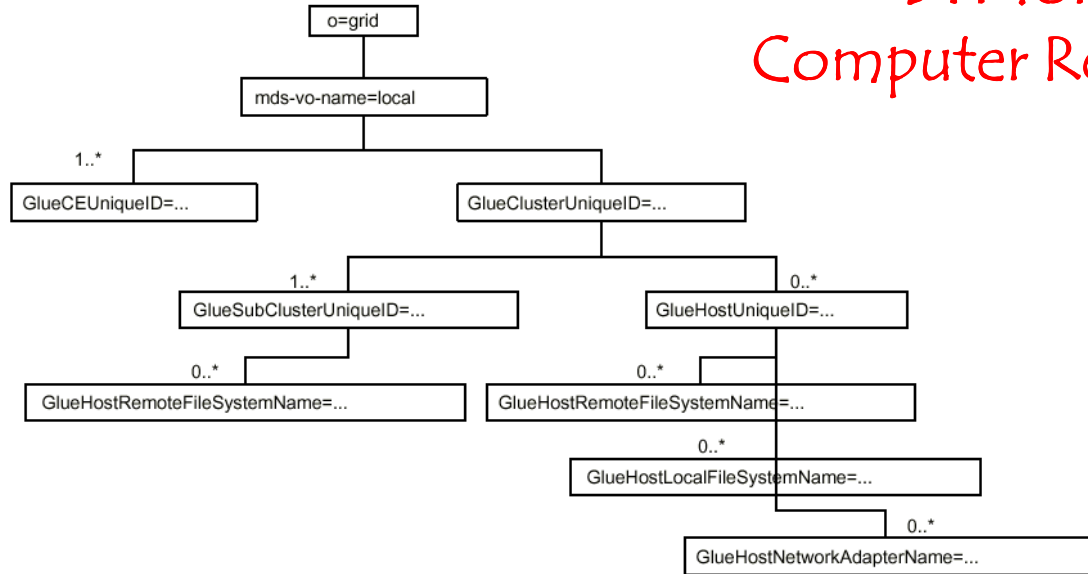 o=grid
Computer
mds-vo-name=local
1..*
GlueCEUniqueID=...
GlueClusterUniqueID=...
1..*
0..*
GlueSubClusterUniqueID=...
GlueHostUniqueID=...
0..*
0..*
GlueHostRemoteFileSystemName=...
GlueHostRemoteFileSystemName=...
0..*
GlueHostLocalFileSystemName=...
0..*
GlueHostNetworkAdapterName=...